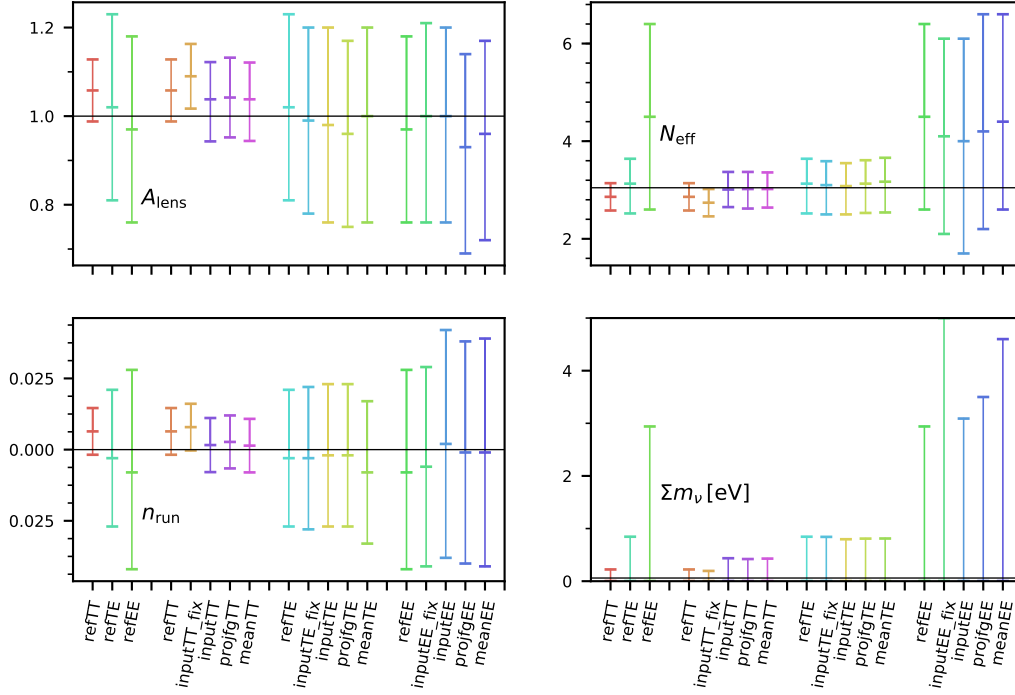 1.2
1.0
0.8
A_lens
6
4
2
N_eff
0.025
0.000
0.025
n_run
4
2
0
Σm_ν [eV]
refTT
refTE
refEE
refTT
inputTT_fix
inputTT
projfgTT
meanTT
refTE
inputTE_fix
inputTE
projfgTE
meanTE
refEE
inputEE_fix
inputEE
projfgEE
meanEE
refTT
refTE
refEE
refTT
inputTT_fix
inputTT
projfgTT
meanTT
refTE
inputTE_fix
inputTE
projfgTE
meanTE
refEE
inputEE_fix
inputEE
projfgEE
meanEE